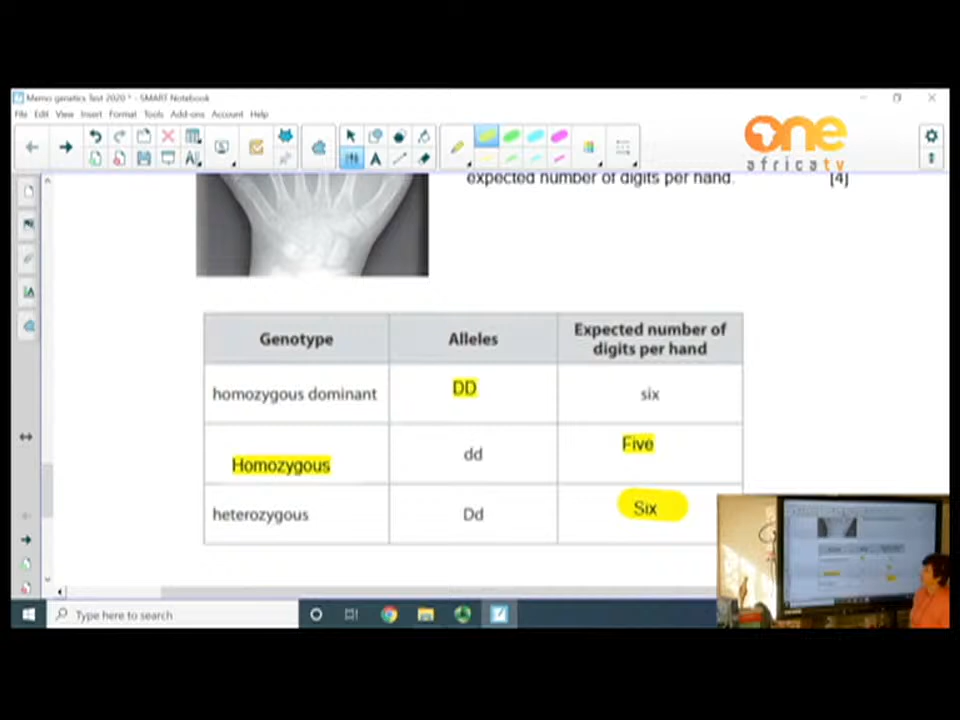 Memo genetics Test 2020 * - SMART Notebook
File Edit View Insert Format Tools Add-ons Account Help
one
africa tv
expected number of digits per hand. [4]
Genotype Alleles Expected number of
digits per hand
homozygous dominant DD six
Homozygous dd Five
heterozygous Dd Six
Type here to search